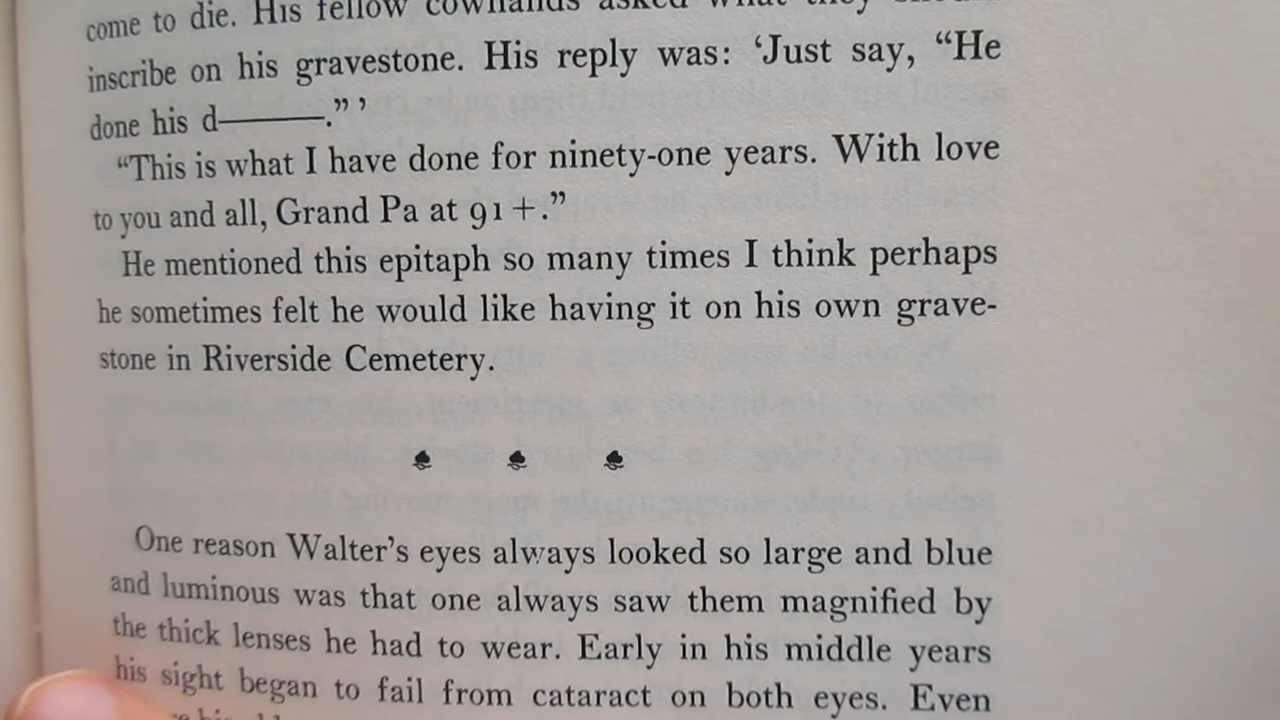 come to die. His fellow cowhands asked what they
inscribe on his gravestone. His reply was: ‘Just say, “He
done his d———.” ’
“This is what I have done for ninety-one years. With love
to you and all, Grand Pa at 91+.”
He mentioned this epitaph so many times I think perhaps
he sometimes felt he would like having it on his own grave-
stone in Riverside Cemetery.
One reason Walter’s eyes always looked so large and blue
and luminous was that one always saw them magnified by
the thick lenses he had to wear. Early in his middle years
his sight began to fail from cataract on both eyes. Even